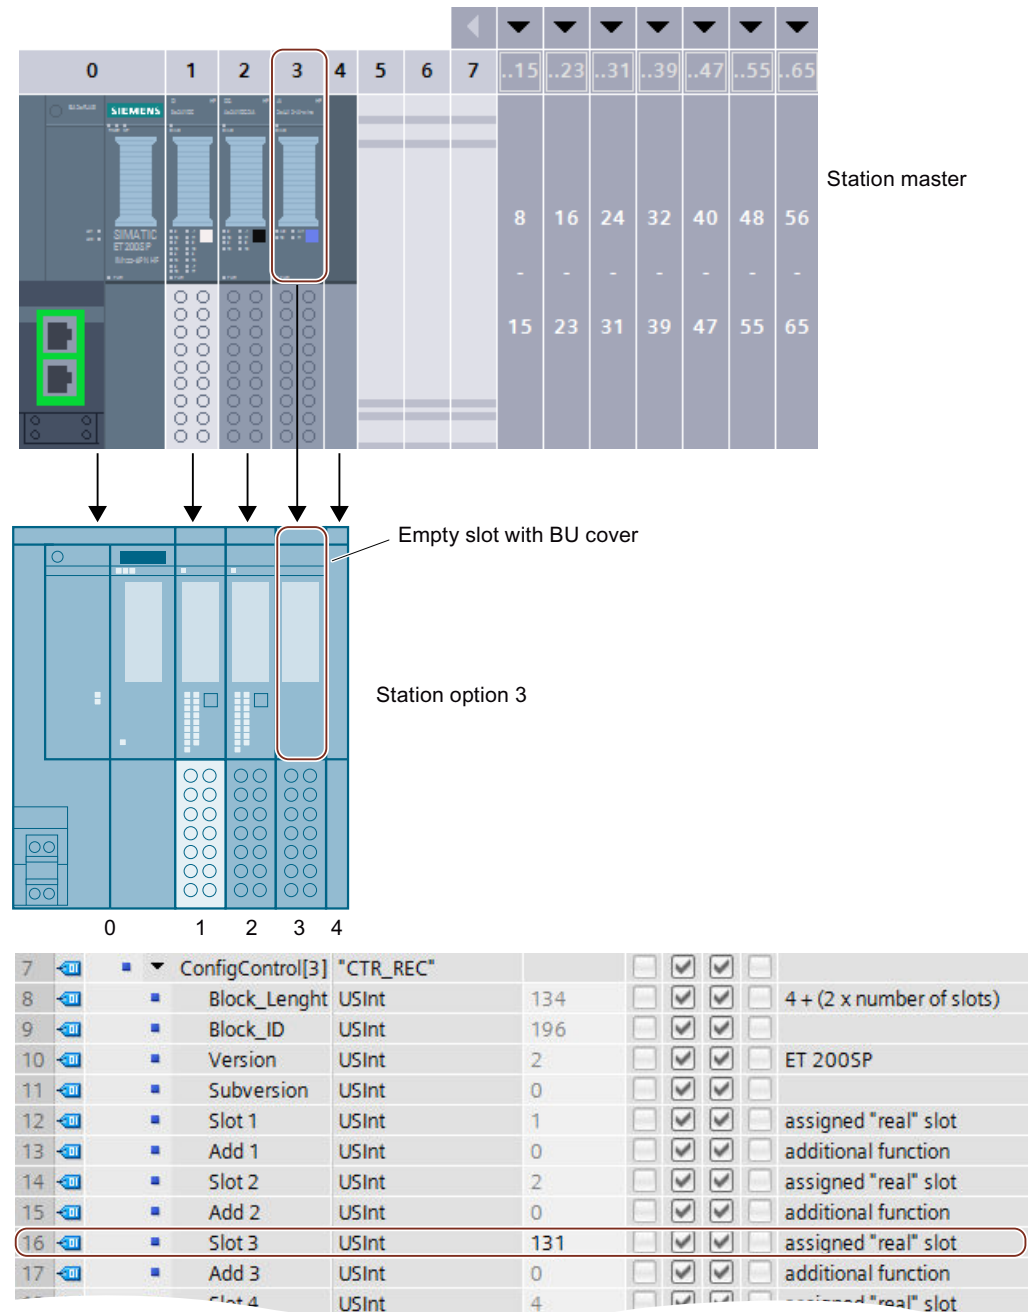 0 1 2 3 4 5 6 7 ..15 ..23 ..31 ..39 ..47 ..55 ..65
SIEMENS
Station master
8 16 24 32 40 48 56
SIMATIC
ET 200SP
- - - - - - -
15 23 31 39 47 55 65
Empty slot with BU cover
Station option 3
0 1 2 3 4
7 ConfigControl[3] "CTR_REC"
8 Block_Lenght USInt 134 4 + (2 x number of slots)
9 Block_ID USInt 196
10 Version USInt 2 ET 200SP
11 Subversion USInt 0
12 Slot 1 USInt 1 assigned "real" slot
13 Add 1 USInt 0 additional function
14 Slot 2 USInt 2 assigned "real" slot
15 Add 2 USInt 0 additional function
16 Slot 3 USInt 131 assigned "real" slot
17 Add 3 USInt 0 additional function
Slot 4 USInt 4 assigned "real" slot